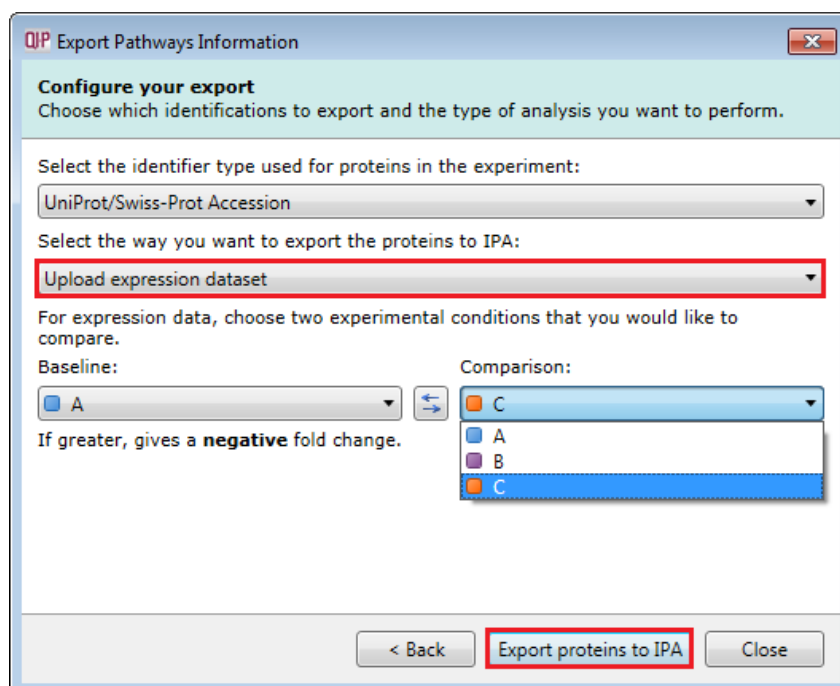 QIP Export Pathways Information
Configure your export
Choose which identifications to export and the type of analysis you want to perform.
Select the identifier type used for proteins in the experiment:
UniProt/Swiss-Prot Accession
Select the way you want to export the proteins to IPA:
Upload expression dataset
For expression data, choose two experimental conditions that you would like to
compare.
Baseline: Comparison:
A C
If greater, gives a negative fold change.
A
B
C
< Back Export proteins to IPA Close